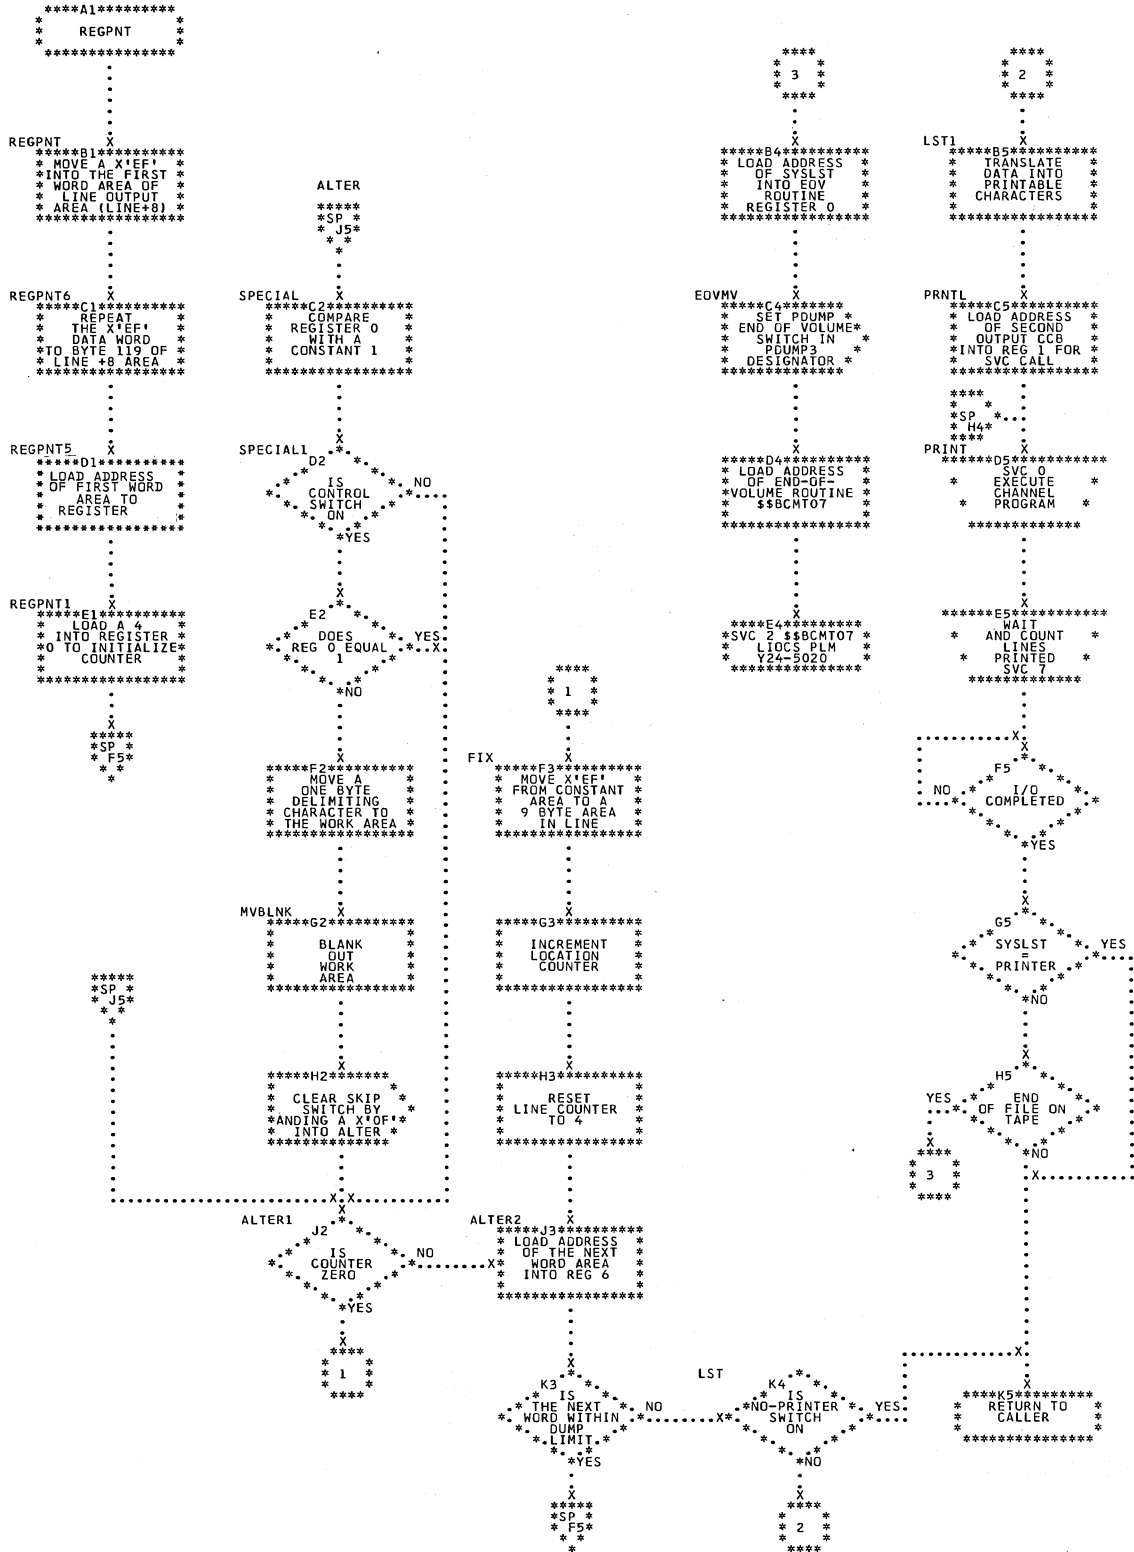 A1
REGPNT
REGPNT
B1
MOVE A X'EF'
INTO THE FIRST
WORD AREA OF
LINE OUTPUT
AREA (LINE+8)
REGPNT6
C1
REPEAT
THE X'EF'
DATA WORD
TO BYTE 119 OF
LINE +8 AREA
REGPNT5
D1
LOAD ADDRESS
OF FIRST WORD
AREA TO
REGISTER
REGPNT1
E1
LOAD A 4
INTO REGISTER
0 TO INITIALIZE
COUNTER
SP
F5
SP
J5
ALTER
SP
J5
SPECIAL
C2
COMPARE
REGISTER 0
WITH A
CONSTANT 1
SPECIAL1
D2
IS
CONTROL
SWITCH
ON
NO
YES
E2
DOES
REG 0 EQUAL
1
YES
NO
F2
MOVE A
ONE BYTE
DELIMITING
CHARACTER TO
THE WORK AREA
MVBLNK
G2
BLANK
OUT
WORK
AREA
H2
CLEAR SKIP
SWITCH BY
ANDING A X'0F'
INTO ALTER
ALTER1
J2
IS
COUNTER
ZERO
NO
YES
1
1
FIX
F3
MOVE X'EF'
FROM CONSTANT
AREA TO A
9 BYTE AREA
IN LINE
G3
INCREMENT
LOCATION
COUNTER
H3
RESET
LINE COUNTER
TO 4
ALTER2
J3
LOAD ADDRESS
OF THE NEXT
WORD AREA
INTO REG 6
K3
IS
THE NEXT
WORD WITHIN
DUMP
LIMIT
NO
YES
SP
F5
3
B4
LOAD ADDRESS
OF SYSLST
INTO EOV
ROUTINE
REGISTER 0
EOVMV
C4
SET PDUMP
END OF VOLUME
SWITCH IN
PDUMP3
DESIGNATOR
D4
LOAD ADDRESS
OF END-OF-
VOLUME ROUTINE
$$BCMT07
E4
SVC 2 $$BCMT07
LIOCS PLM
Y24-5020
LST
K4
IS
NO-PRINTER
SWITCH
ON
YES
NO
2
2
LST1
B5
TRANSLATE
DATA INTO
PRINTABLE
CHARACTERS
PRNTL
C5
LOAD ADDRESS
OF SECOND
OUTPUT CCB
INTO REG 1 FOR
SVC CALL
SP
H4
PRINT
D5
SVC 0
EXECUTE
CHANNEL
PROGRAM
E5
WAIT
AND COUNT
LINES
PRINTED
SVC 7
F5
I/O
COMPLETED
NO
YES
G5
SYSLST
=
PRINTER
YES
NO
H5
END
OF FILE ON
TAPE
YES
NO
3
K5
RETURN TO
CALLER